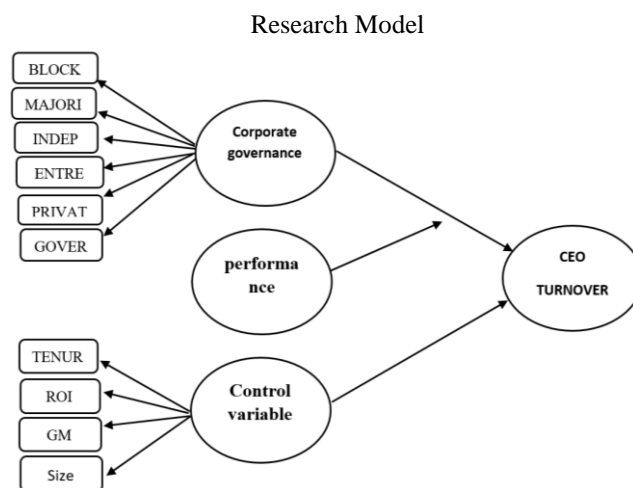 Research Model
BLOCK
MAJORI
INDEP
ENTRE
PRIVAT
GOVER
Corporate
governance
performa
nce
CEO
TURNOVER
TENUR
ROI
GM
Size
Control
variable